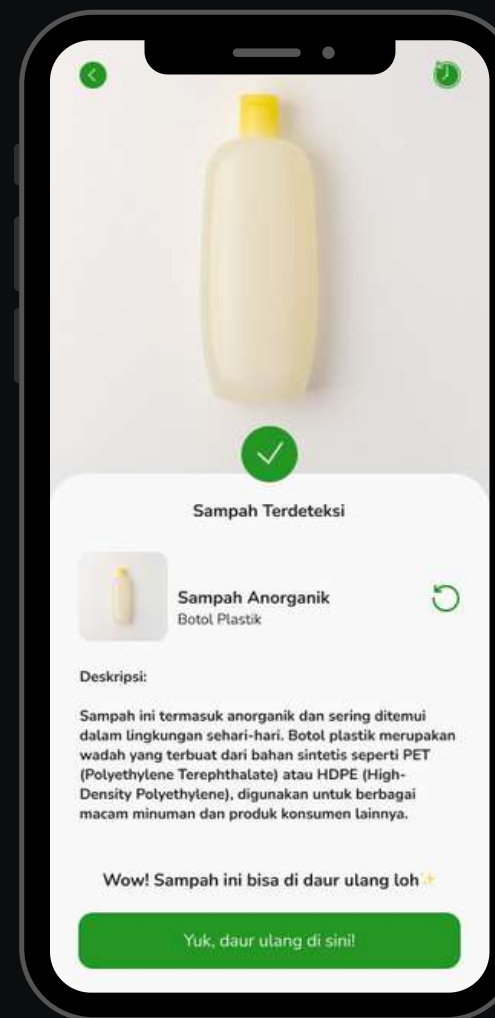 Sampah Terdeteksi
Sampah Anorganik
Botol Plastik
Deskripsi:
Sampah ini termasuk anorganik dan sering ditemui
dalam lingkungan sehari-hari. Botol plastik merupakan
wadah yang terbuat dari bahan sintetis seperti PET
(Polyethylene Terephthalate) atau HDPE (High-
Density Polyethylene), digunakan untuk berbagai
macam minuman dan produk konsumen lainnya.
Wow! Sampah ini bisa di daur ulang loh✨
Yuk, daur ulang di sini!